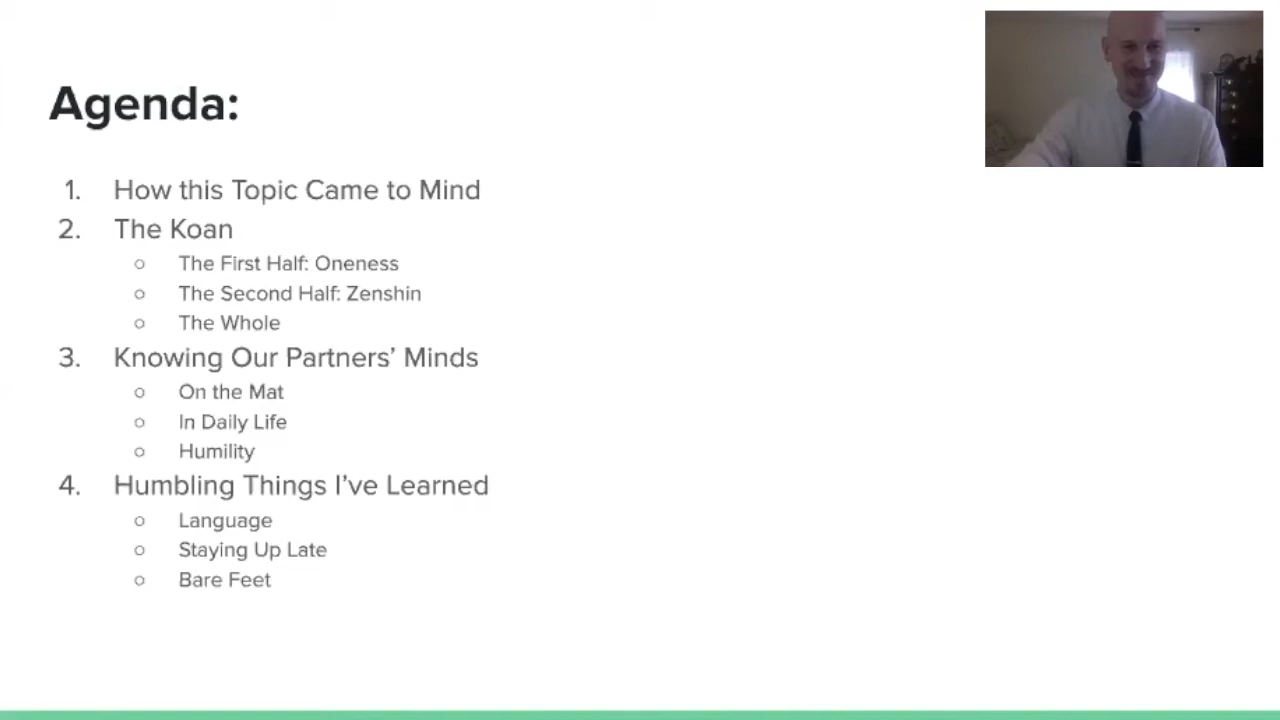 Agenda:
1. How this Topic Came to Mind
2. The Koan
○ The First Half: Oneness
○ The Second Half: Zenshin
○ The Whole
3. Knowing Our Partners’ Minds
○ On the Mat
○ In Daily Life
○ Humility
4. Humbling Things I’ve Learned
○ Language
○ Staying Up Late
○ Bare Feet